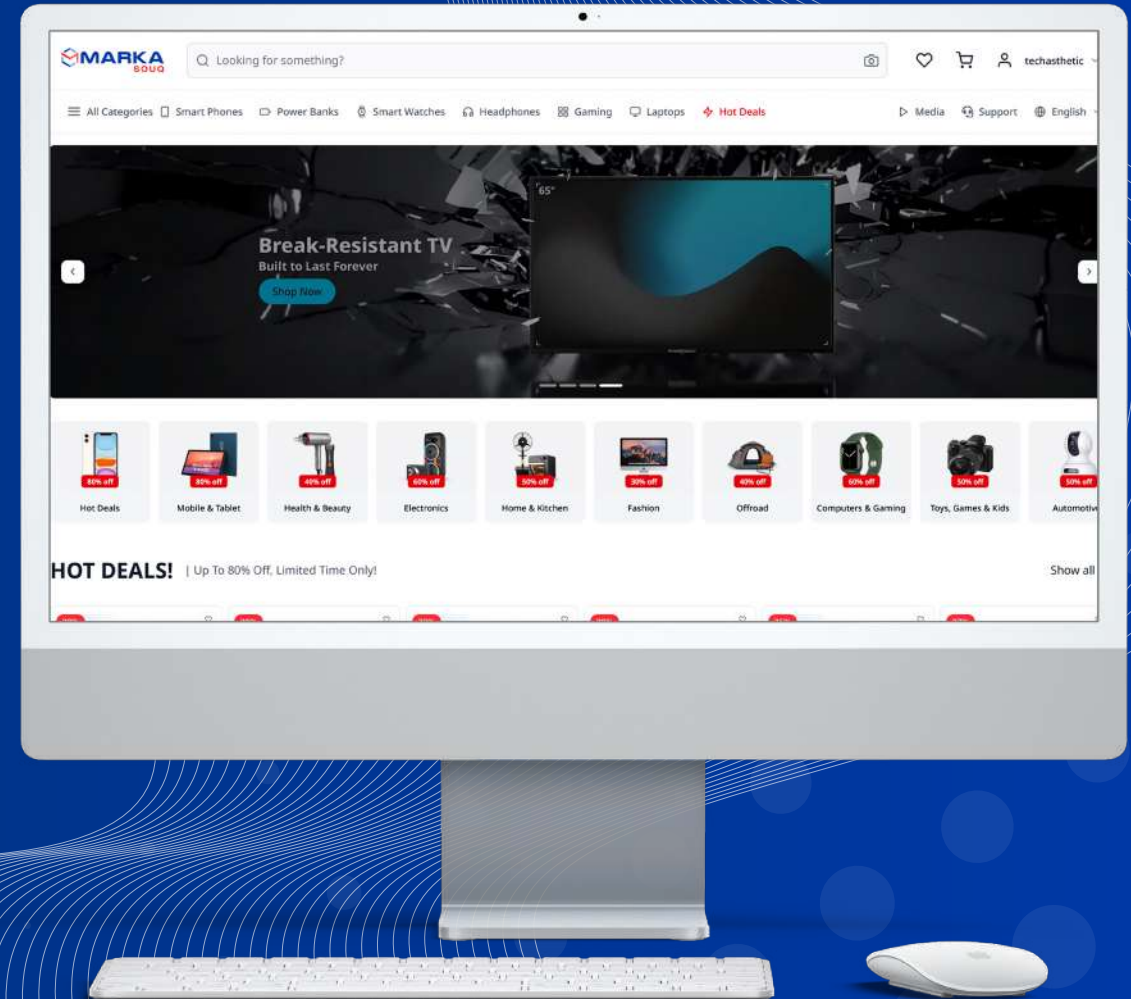 MARKA
SOUQ
Looking for something?
techasthetic
All Categories Smart Phones Power Banks Smart Watches Headphones Gaming Laptops Hot Deals Media Support English
65"
Break-Resistant TV
Built to Last Forever
Shop Now
80% off 80% off 40% off 60% off 50% off 30% off 40% off 60% off 50% off 50% off
Hot Deals Mobile & Tablet Health & Beauty Electronics Home & Kitchen Fashion Offroad Computers & Gaming Toys, Games & Kids Automotive
HOT DEALS! | Up To 80% Off, Limited Time Only! Show all